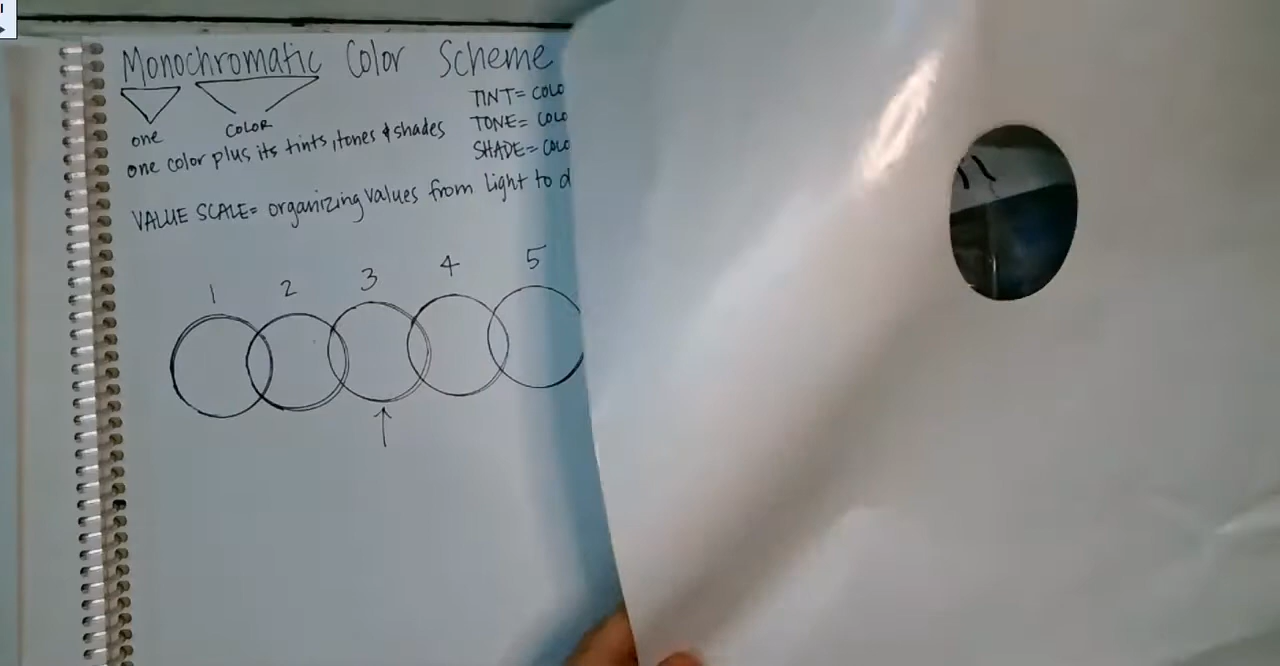 Monochromatic Color Scheme
one
COLOR
one color plus its tints, tones & shades
TINT= COLO
TONE= COLO
SHADE= COLO
VALUE SCALE= organizing values from light to d
1 2 3 4 5